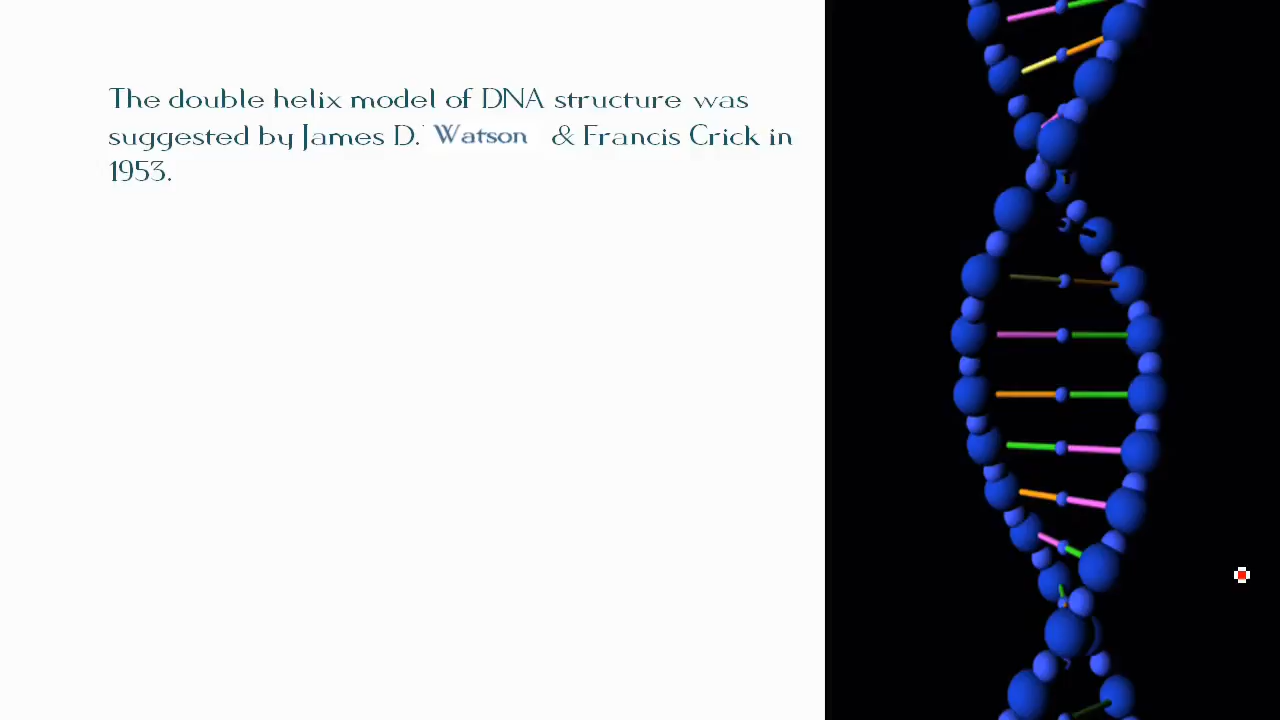 The double helix model of DNA structure was
suggested by James D. Watson & Francis Crick in
1953.